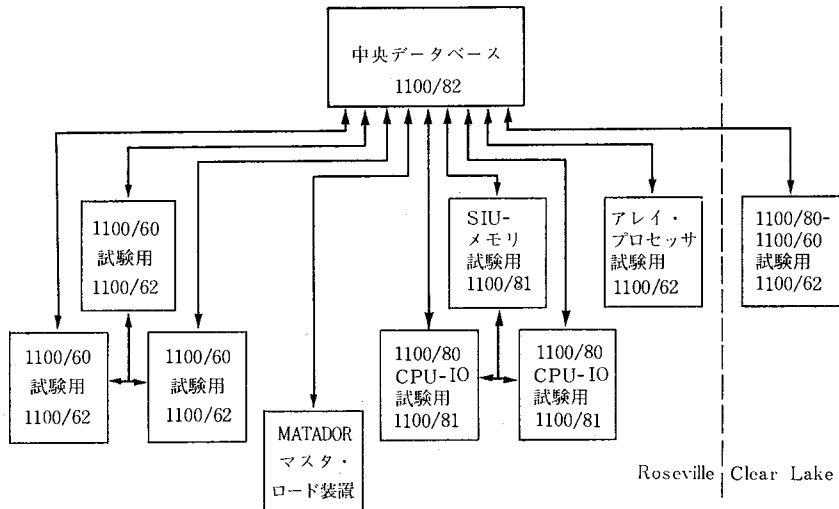 中央データベース
1100/82
1100/60
試験用
1100/62
SIU-
メモリ
試験用
1100/81
アレイ・
プロセッサ
試験用
1100/62
1100/80-
1100/60
試験用
1100/62
1100/60
試験用
1100/62
1100/60
試験用
1100/62
1100/80
CPU-IO
試験用
1100/81
1100/80
CPU-IO
試験用
1100/81
MATADOR
マスタ・
ロード装置
Roseville
Clear Lake